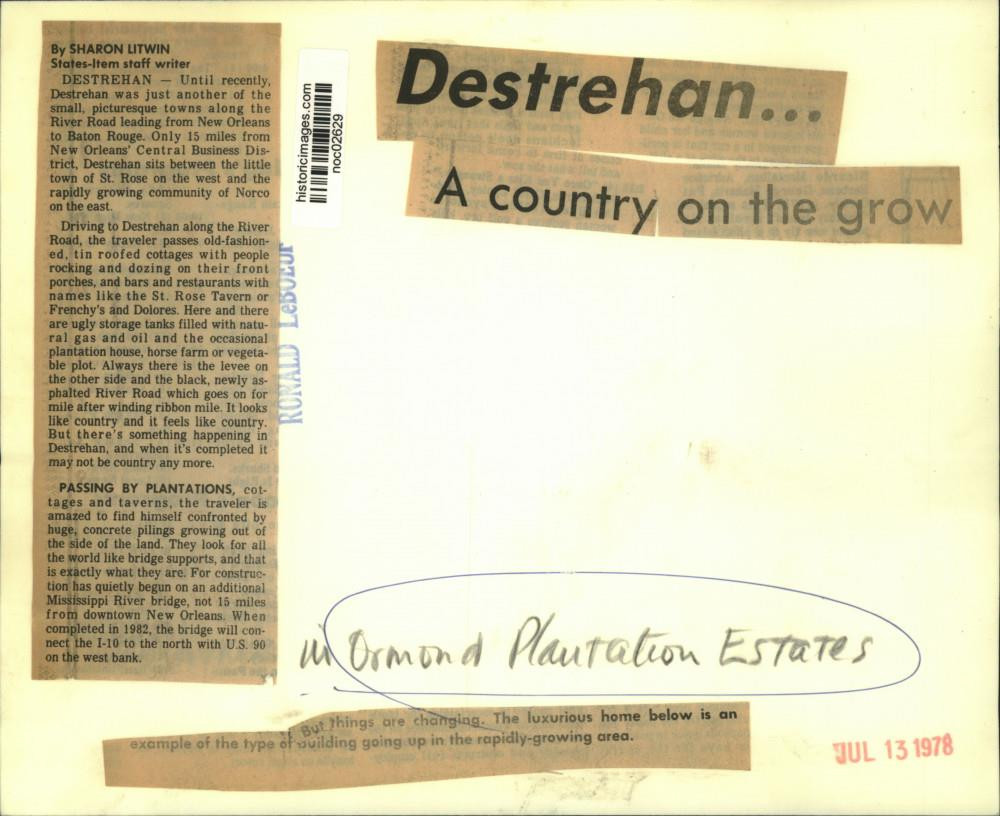 By SHARON LITWIN
States-Item staff writer
DESTREHAN — Until recently,
Destrehan was just another of the
small, picturesque towns along the
River Road leading from New Orleans
to Baton Rouge. Only 15 miles from
New Orleans' Central Business Dis-
trict, Destrehan sits between the little
town of St. Rose on the west and the
rapidly growing community of Norco
on the east.
Driving to Destrehan along the River
Road, the traveler passes old-fashion-
ed, tin roofed cottages with people
rocking and dozing on their front
porches, and bars and restaurants with
names like the St. Rose Tavern or
Frenchy's and Dolores. Here and there
are ugly storage tanks filled with natu-
ral gas and oil and the occasional
plantation house, horse farm or vegeta-
ble plot. Always there is the levee on
the other side and the black, newly as-
phalted River Road which goes on for
mile after winding ribbon mile. It looks
like country and it feels like country.
But there's something happening in
Destrehan, and when it's completed it
may not be country any more.
PASSING BY PLANTATIONS, cot-
tages and taverns, the traveler is
amazed to find himself confronted by
huge, concrete pilings growing out of
the side of the land. They look for all
the world like bridge supports, and that
is exactly what they are. For construc-
tion has quietly begun on an additional
Mississippi River bridge, not 15 miles
from downtown New Orleans. When
completed in 1982, the bridge will con-
nect the I-10 to the north with U.S. 90
on the west bank.
historicimages.com
noc02629
RONALD LeBOEUF
Destrehan...
A country on the grow
in Ormond Plantation Estates
But things are changing. The luxurious home below is an
example of the type of building going up in the rapidly-growing area.
JUL 13 1978